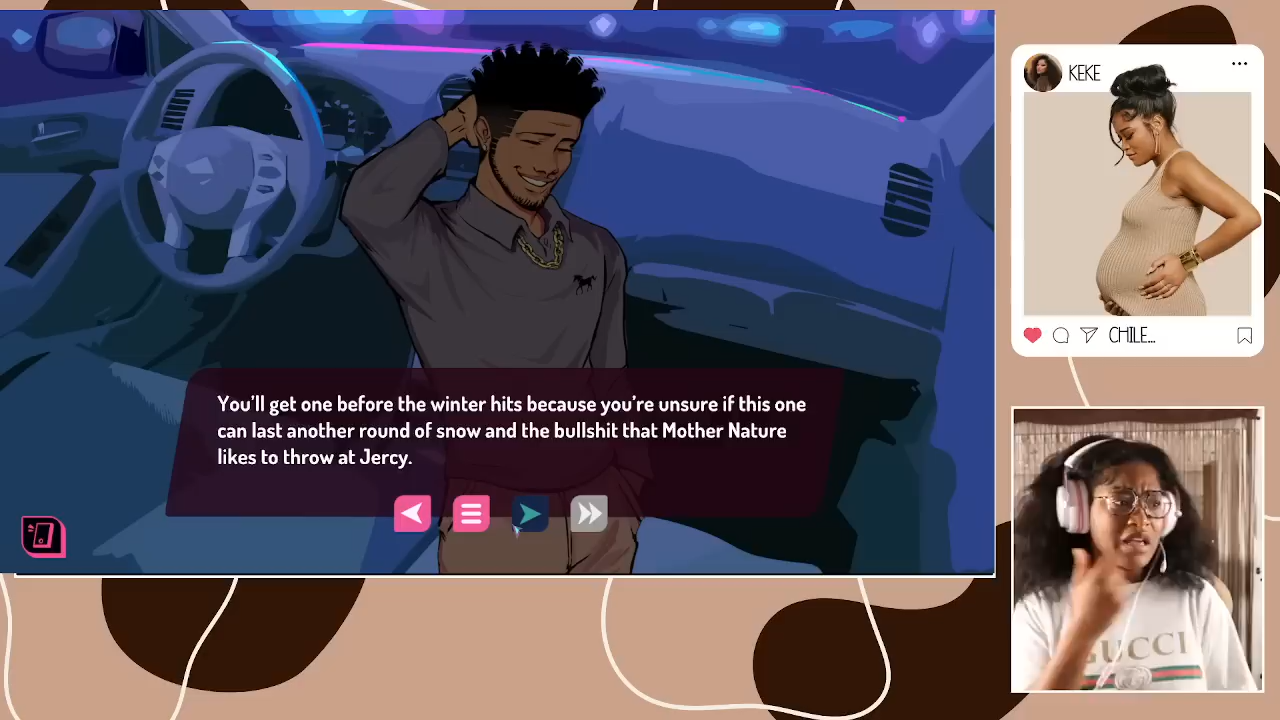 KEKE
You'll get one before the winter hits because you're unsure if this one
can last another round of snow and the bullshit that Mother Nature
likes to throw at Jercy.
CHILE...
GUCCI